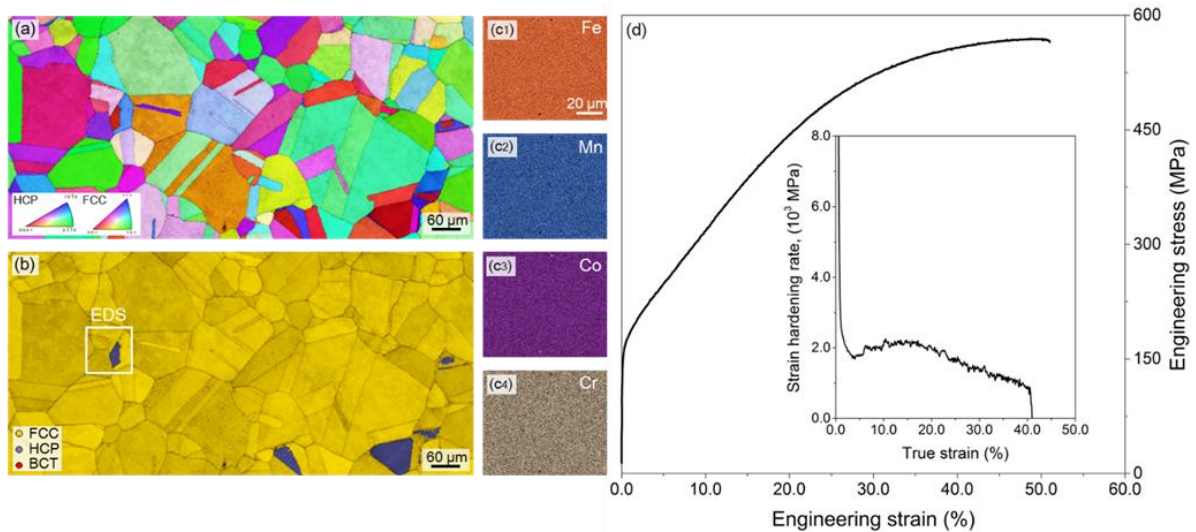 (a)
HCP
FCC
60 μm
(b)
EDS
FCC
HCP
BCT
60 μm
(c1)
Fe
20 μm
(c2)
Mn
(c3)
Co
(c4)
Cr
(d)
600
450
300
150
0
Engineering stress (MPa)
0.0 10.0 20.0 30.0 40.0 50.0 60.0
Engineering strain (%)
8.0
6.0
4.0
2.0
0.0
Strain hardening rate, (10³ MPa)
0.0 10.0 20.0 30.0 40.0 50.0
True strain (%)